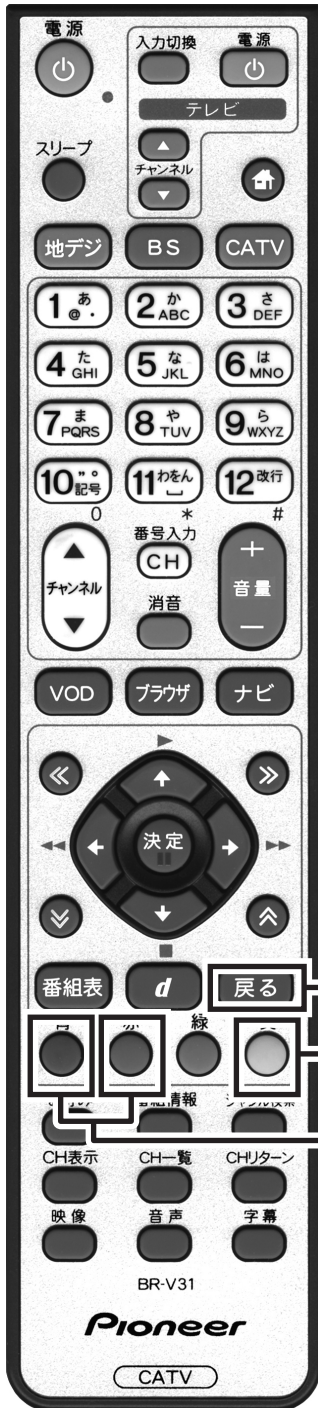 電源
入力切換 電源
テレビ
スリープ
チャンネル
地デジ BS CATV
1 あ @ . 2 か ABC 3 さ DEF
4 た GHI 5 な JKL 6 は MNO
7 ま PQRS 8 や TUV 9 ら WXYZ
10 記号 11 わをん 12 改行
0 * #
番号入力
チャンネル CH 音量
消音
VOD ブラウザ ナビ
決定
番組表 d 戻る
緑
CH表示 CH一覧 CHリターン
映像 音声 字幕
BR-V31
Pioneer
CATV